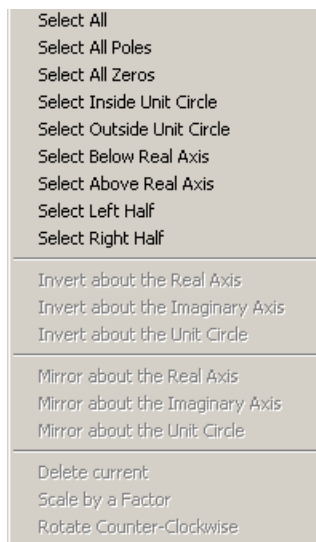 Select All
Select All Poles
Select All Zeros
Select Inside Unit Circle
Select Outside Unit Circle
Select Below Real Axis
Select Above Real Axis
Select Left Half
Select Right Half
Invert about the Real Axis
Invert about the Imaginary Axis
Invert about the Unit Circle
Mirror about the Real Axis
Mirror about the Imaginary Axis
Mirror about the Unit Circle
Delete current
Scale by a Factor
Rotate Counter-Clockwise